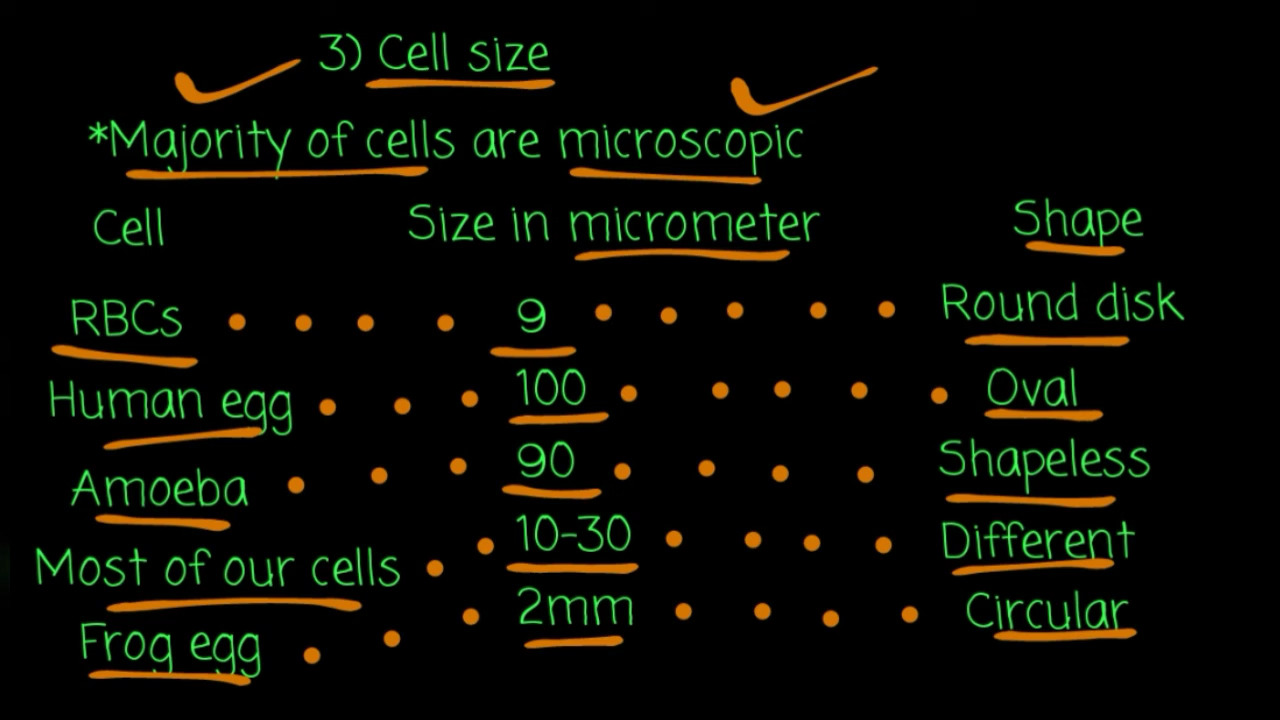 3) Cell size
*Majority of cells are microscopic
Cell Size in micrometer Shape
RBCs 9 Round disk
Human egg 100 Oval
Amoeba 90 Shapeless
Most of our cells 10-30 Different
Frog egg 2mm Circular